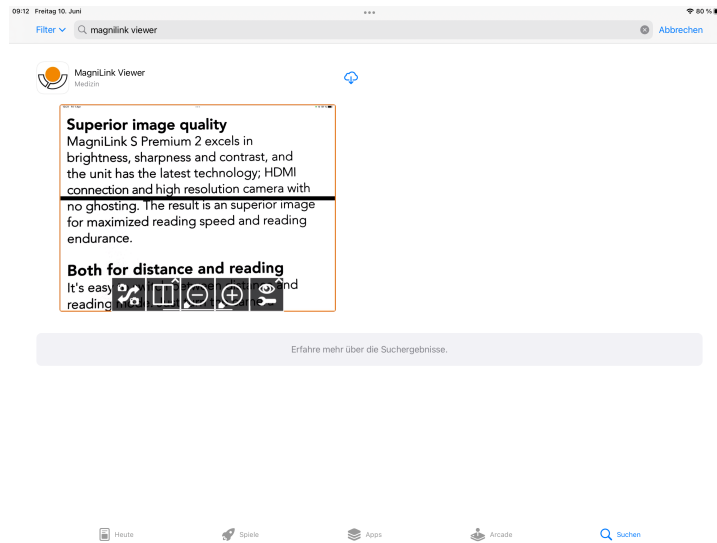 09:12 Freitag 10. Juni
80 %
Filter
magnilink viewer
Abbrechen
MagniLink Viewer
Medizin
Superior image quality
MagniLink S Premium 2 excels in
brightness, sharpness and contrast, and
the unit has the latest technology; HDMI
connection and high resolution camera with
no ghosting. The result is an superior image
for maximized reading speed and reading
endurance.
Both for distance and reading
It's easy and
reading
Erfahre mehr über die Suchergebnisse.
Heute
Spiele
Apps
Arcade
Suchen